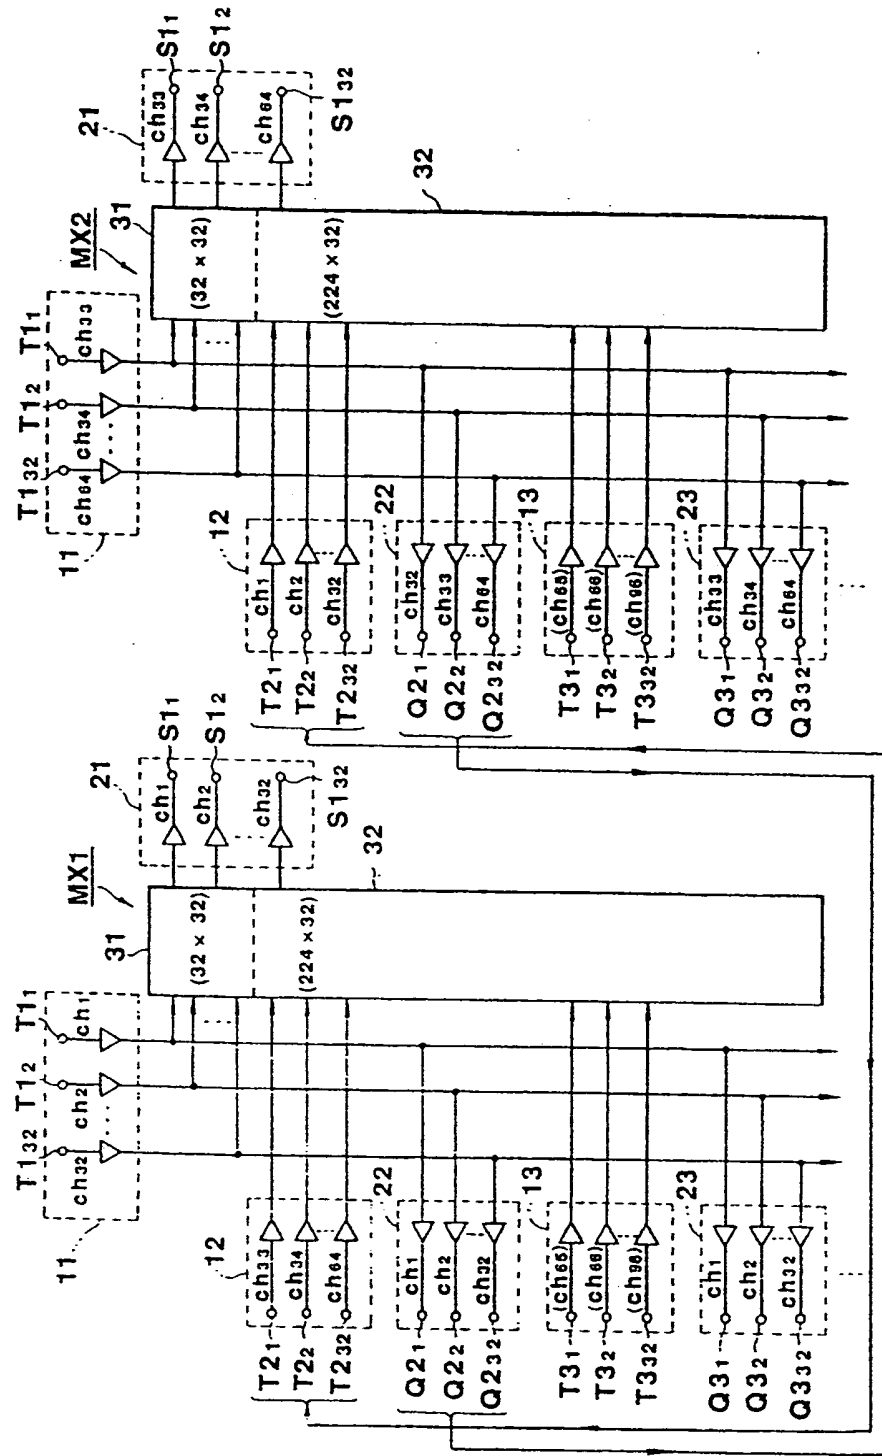 MX1
T11
T12
T132
ch1
ch2
ch32
11
31
(32 × 32)
(224 × 32)
32
21
ch1
ch2
ch32
S11
S12
S132
12
ch33
ch34
ch64
T21
T22
T232
22
ch1
ch2
ch32
Q21
Q22
Q232
13
(ch65)
(ch66)
(ch96)
T31
T32
T332
23
ch1
ch2
ch32
Q31
Q32
Q332
MX2
T11
T12
T132
ch33
ch34
ch64
11
31
(32 × 32)
(224 × 32)
32
21
ch33
ch34
ch64
S11
S12
S132
12
ch1
ch2
ch32
T21
T22
T232
22
ch32
ch33
ch64
Q21
Q22
Q232
13
(ch65)
(ch66)
(ch96)
T31
T32
T332
23
ch33
ch34
ch64
Q31
Q32
Q332